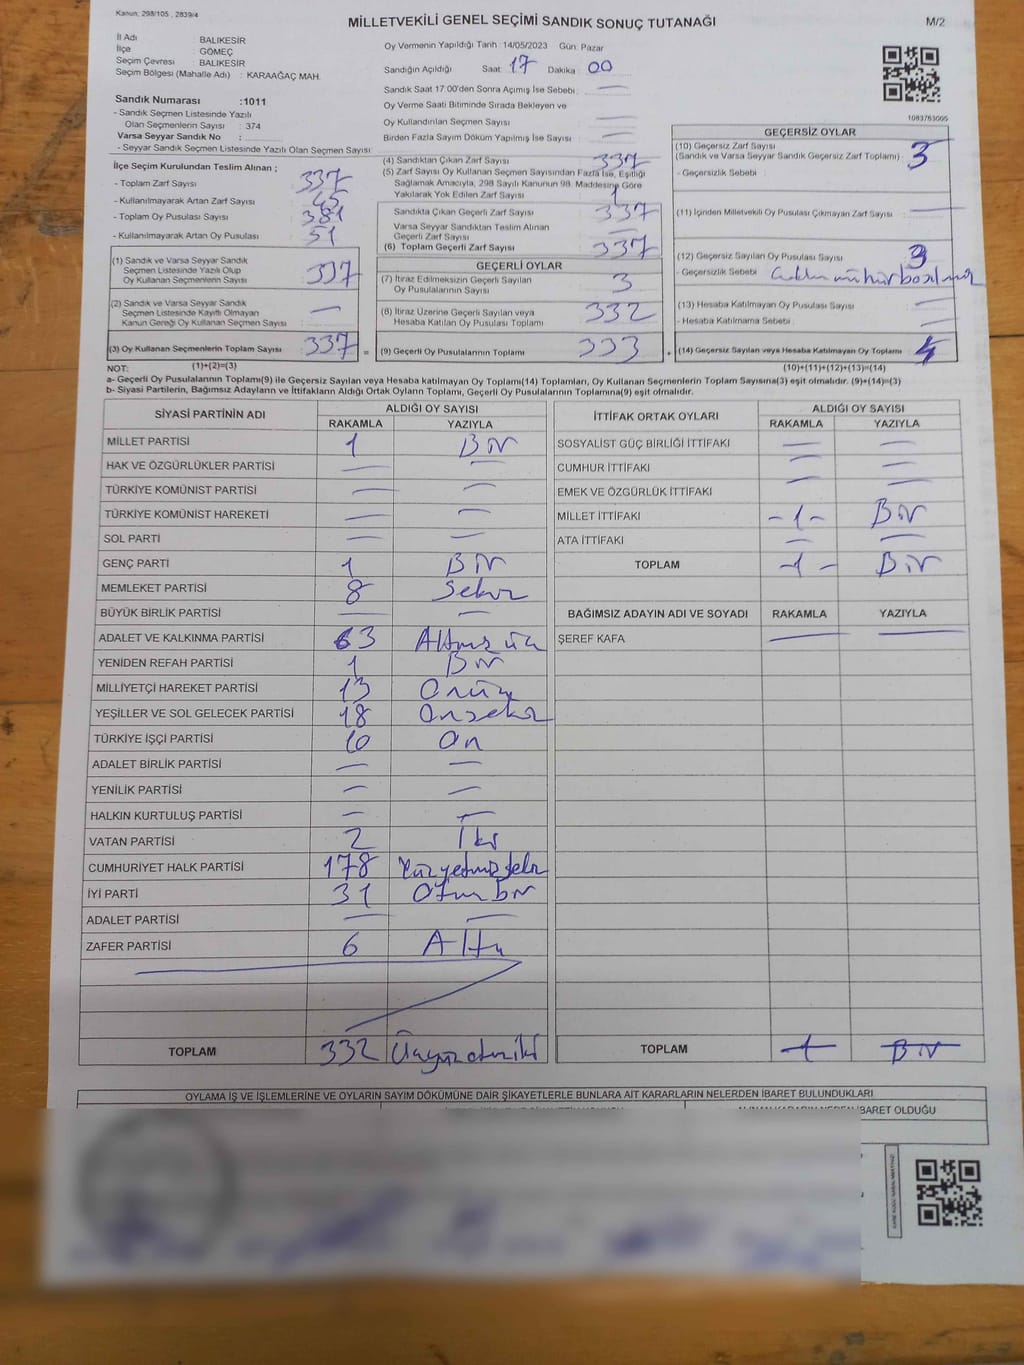 Kanun, 298/105 , 2839/4
MİLLETVEKİLİ GENEL SEÇİMİ SANDIK SONUÇ TUTANAĞI
M/2
İl Adı BALIKESİR
İlçe GÖMEÇ
Seçim Çevresi BALIKESİR
Seçim Bölgesi (Mahalle Adı) : KARAAĞAÇ MAH.
Oy Vermenin Yapıldığı Tarih :14/05/2023 Gün: Pazar
Sandığın Açıldığı Saat: 17 Dakika : 00
Sandık Saat 17:00'den Sonra Açımış İse Sebebi : —
Oy Verme Saati Bitiminde Sırada Bekleyen ve
Oy Kullandırılan Seçmen Sayısı : —
Birden Fazla Sayım Döküm Yapılmış İse Sayısı : —
1083783005
Sandık Numarası :1011
- Sandık Seçmen Listesinde Yazılı
Olan Seçmenlerin Sayısı : 374
Varsa Seyyar Sandık No :
- Seyyar Sandık Seçmen Listesinde Yazılı Olan Seçmen Sayısı:
İlçe Seçim Kurulundan Teslim Alınan ;
- Toplam Zarf Sayısı : 337
- Kullanılmayarak Artan Zarf Sayısı : 45
- Toplam Oy Pusulası Sayısı : 381
- Kullanılmayarak Artan Oy Pusulası : 51
(1) Sandık ve Varsa Seyyar Sandık
Seçmen Listesinde Yazılı Olup
Oy Kullanan Seçmenlerin Sayısı : 337
(2) Sandık ve Varsa Seyyar Sandık
Seçmen Listesinde Kayıtlı Olmayan
Kanun Gereği Oy Kullanan Seçmen Sayısı : —
(3) Oy Kullanan Seçmenlerin Toplam Sayısı : 337 =
(4) Sandıktan Çıkan Zarf Sayısı : 337
(5) Zarf Sayısı Oy Kullanan Seçmen Sayısından Fazla İse, Eşitliği
Sağlamak Amacıyla, 298 Sayılı Kanunun 98. Maddesine Göre
Yakılarak Yok Edilen Zarf Sayısı
Sandıkta Çıkan Geçerli Zarf Sayısı : 337
Varsa Seyyar Sandıktan Teslim Alınan
Geçerli Zarf Sayısı : —
(6) Toplam Geçerli Zarf Sayısı : 337
GEÇERLİ OYLAR
(7) İtiraz Edilmeksizin Geçerli Sayılan
Oy Pusulalarının Sayısı : 3
(8) İtiraz Üzerine Geçerli Sayılan veya
Hesaba Katılan Oy Pusulası Toplamı : 332
(9) Geçerli Oy Pusulalarının Toplamı : 333 +
GEÇERSİZ OYLAR
(10) Geçersiz Zarf Sayısı
(Sandık ve Varsa Seyyar Sandık Geçersiz Zarf Toplamı) : 3
- Geçersizlik Sebebi :
(11) İçinden Milletvekili Oy Pusulası Çıkmayan Zarf Sayısı : —
(12) Geçersiz Sayılan Oy Pusulası Sayısı : 3
- Geçersizlik Sebebi :
(13) Hesaba Katılmayan Oy Pusulası Sayısı : —
- Hesaba Katılmama Sebebi : —
(14) Geçersiz Sayılan veya Hesaba Katılmayan Oy Toplamı : 4
NOT: (1)+(2)=(3) (10)+(11)+(12)+(13)=(14)
a- Geçerli Oy Pusulalarının Toplamı(9) ile Geçersiz Sayılan veya Hesaba katılmayan Oy Toplamı(14) Toplamları, Oy Kullanan Seçmenlerin Toplam Sayısına(3) eşit olmalıdır. (9)+(14)=(3)
b- Siyasi Partilerin, Bağımsız Adayların ve İttifakların Aldığı Ortak Oyların Toplamı, Geçerli Oy Pusulalarının Toplamına(9) eşit olmalıdır.
SİYASİ PARTİNİN ADI ALDIĞI OY SAYISI
RAKAMLA YAZIYLA
MİLLET PARTİSİ 1 Bir
HAK VE ÖZGÜRLÜKLER PARTİSİ — —
TÜRKİYE KOMÜNİST PARTİSİ — —
TÜRKİYE KOMÜNİST HAREKETİ — —
SOL PARTİ — —
GENÇ PARTİ 1 Bir
MEMLEKET PARTİSİ 8 Sekiz
BÜYÜK BİRLİK PARTİSİ — —
ADALET VE KALKINMA PARTİSİ 63 Altmış üç
YENİDEN REFAH PARTİSİ 1 Bir
MİLLİYETÇİ HAREKET PARTİSİ 13 Onüç
YEŞİLLER VE SOL GELECEK PARTİSİ 18 Onsekiz
TÜRKİYE İŞÇİ PARTİSİ 10 On
ADALET BİRLİK PARTİSİ — —
YENİLİK PARTİSİ — —
HALKIN KURTULUŞ PARTİSİ — —
VATAN PARTİSİ 2 İki
CUMHURİYET HALK PARTİSİ 178 Yüzyetmişsekiz
İYİ PARTİ 31 Otuzbir
ADALET PARTİSİ — —
ZAFER PARTİSİ 6 Altı
TOPLAM 332 Üçyüzotuziki
İTTİFAK ORTAK OYLARI ALDIĞI OY SAYISI
RAKAMLA YAZIYLA
SOSYALİST GÜÇ BİRLİĞİ İTTİFAKI — —
CUMHUR İTTİFAKI — —
EMEK VE ÖZGÜRLÜK İTTİFAKI — —
MİLLET İTTİFAKI -1- Bir
ATA İTTİFAKI — —
TOPLAM -1- Bir
BAĞIMSIZ ADAYIN ADI VE SOYADI RAKAMLA YAZIYLA
ŞEREF KAFA — —
TOPLAM 1 Bir
OYLAMA İŞ VE İŞLEMLERİNE VE OYLARIN SAYIM DÖKÜMÜNE DAİR ŞİKAYETLERLE BUNLARA AİT KARARLARIN NELERDEN İBARET BULUNDUKLARI
İBARET OLDUĞU